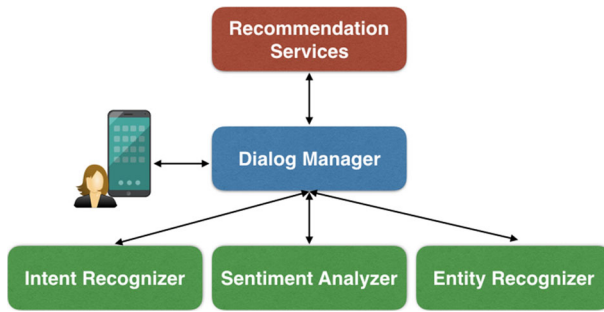 Recommendation
Services
Dialog Manager
Intent Recognizer
Sentiment Analyzer
Entity Recognizer